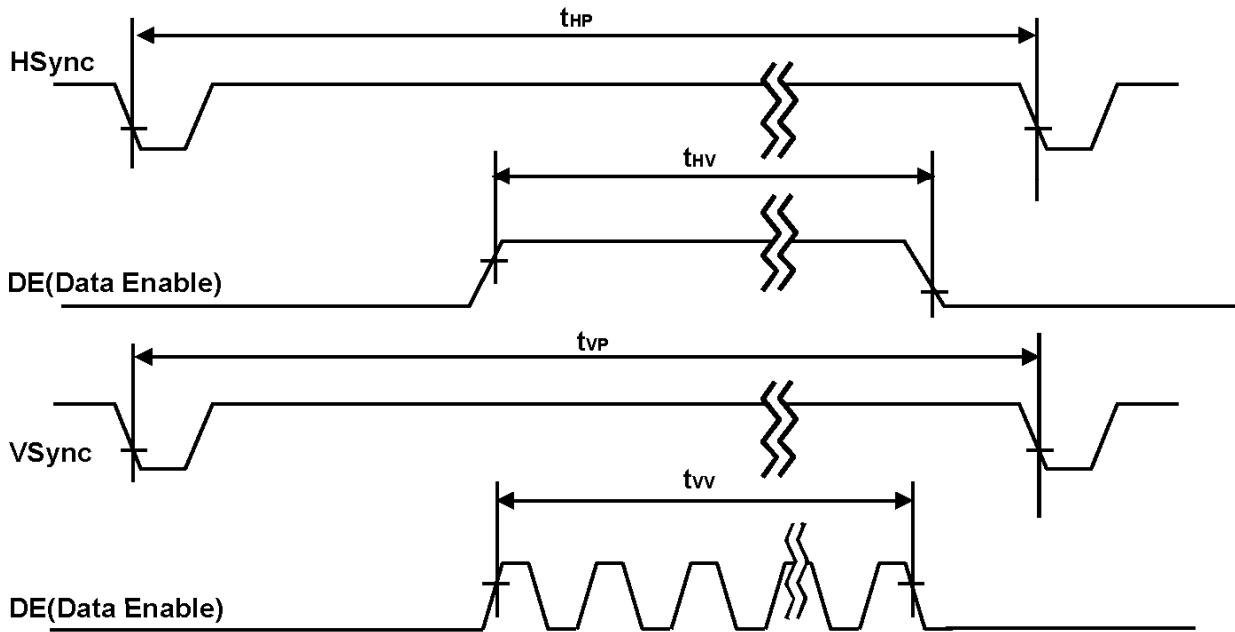 tHP
HSync
tHV
DE(Data Enable)
tVP
VSync
tVV
DE(Data Enable)